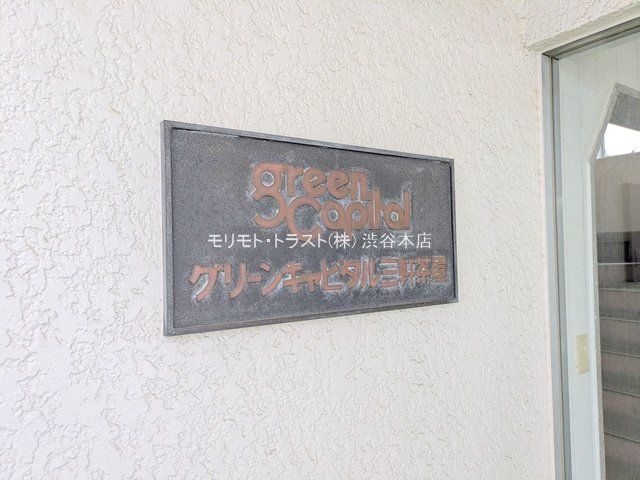 green
Capital
モリモト・トラスト(株) 渋谷本店
グリーンキャピタル三軒茶屋